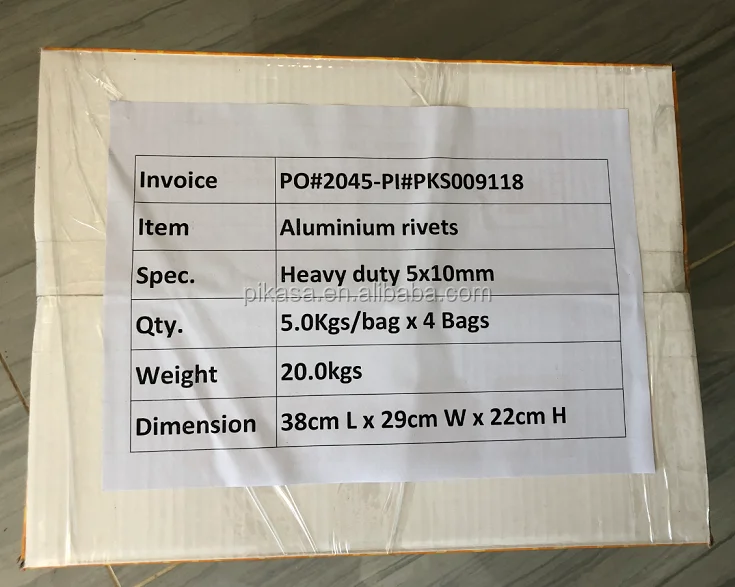 Invoice PO#2045-PI#PKS009118
Item Aluminium rivets
Spec. Heavy duty 5x10mm
pikasa.en.alibaba.com
Qty. 5.0Kgs/bag x 4 Bags
Weight 20.0kgs
Dimension 38cm L x 29cm W x 22cm H